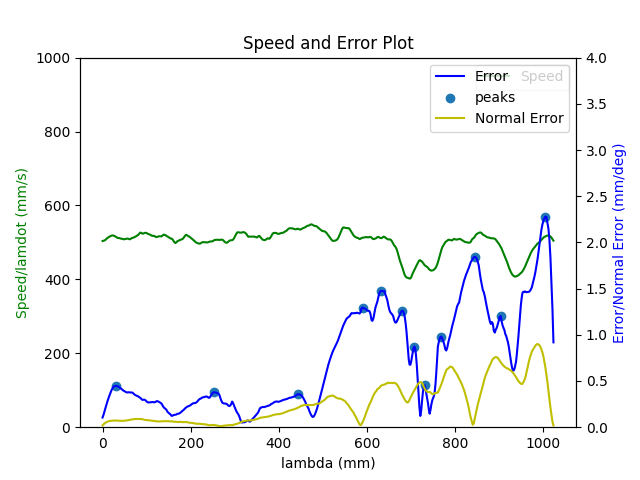 Speed and Error Plot
Speed/lamdot (mm/s)
1000
800
600
400
200
0
0 200 400 600 800 1000
lambda (mm)
4.0
3.5
3.0
2.5
2.0
1.5
1.0
0.5
0.0
Error/Normal Error (mm/deg)
Speed
Error
peaks
Normal Error